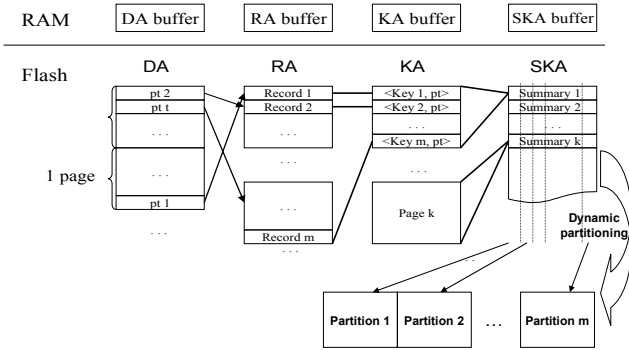 RAM
DA buffer
RA buffer
KA buffer
SKA buffer
Flash
DA
RA
KA
SKA
pt 2
pt t
. . .
. . .
pt 1
. . .
1 page
Record 1
Record 2
. . .
. . .
. . .
Record m
. . .
<Key 1, pt>
<Key 2, pt>
. . .
<Key m, pt>
. . .
Page k
Summary 1
Summary 2
. . .
Summary k
Dynamic
partitioning
. . .
Partition 1
Partition 2
...
Partition m